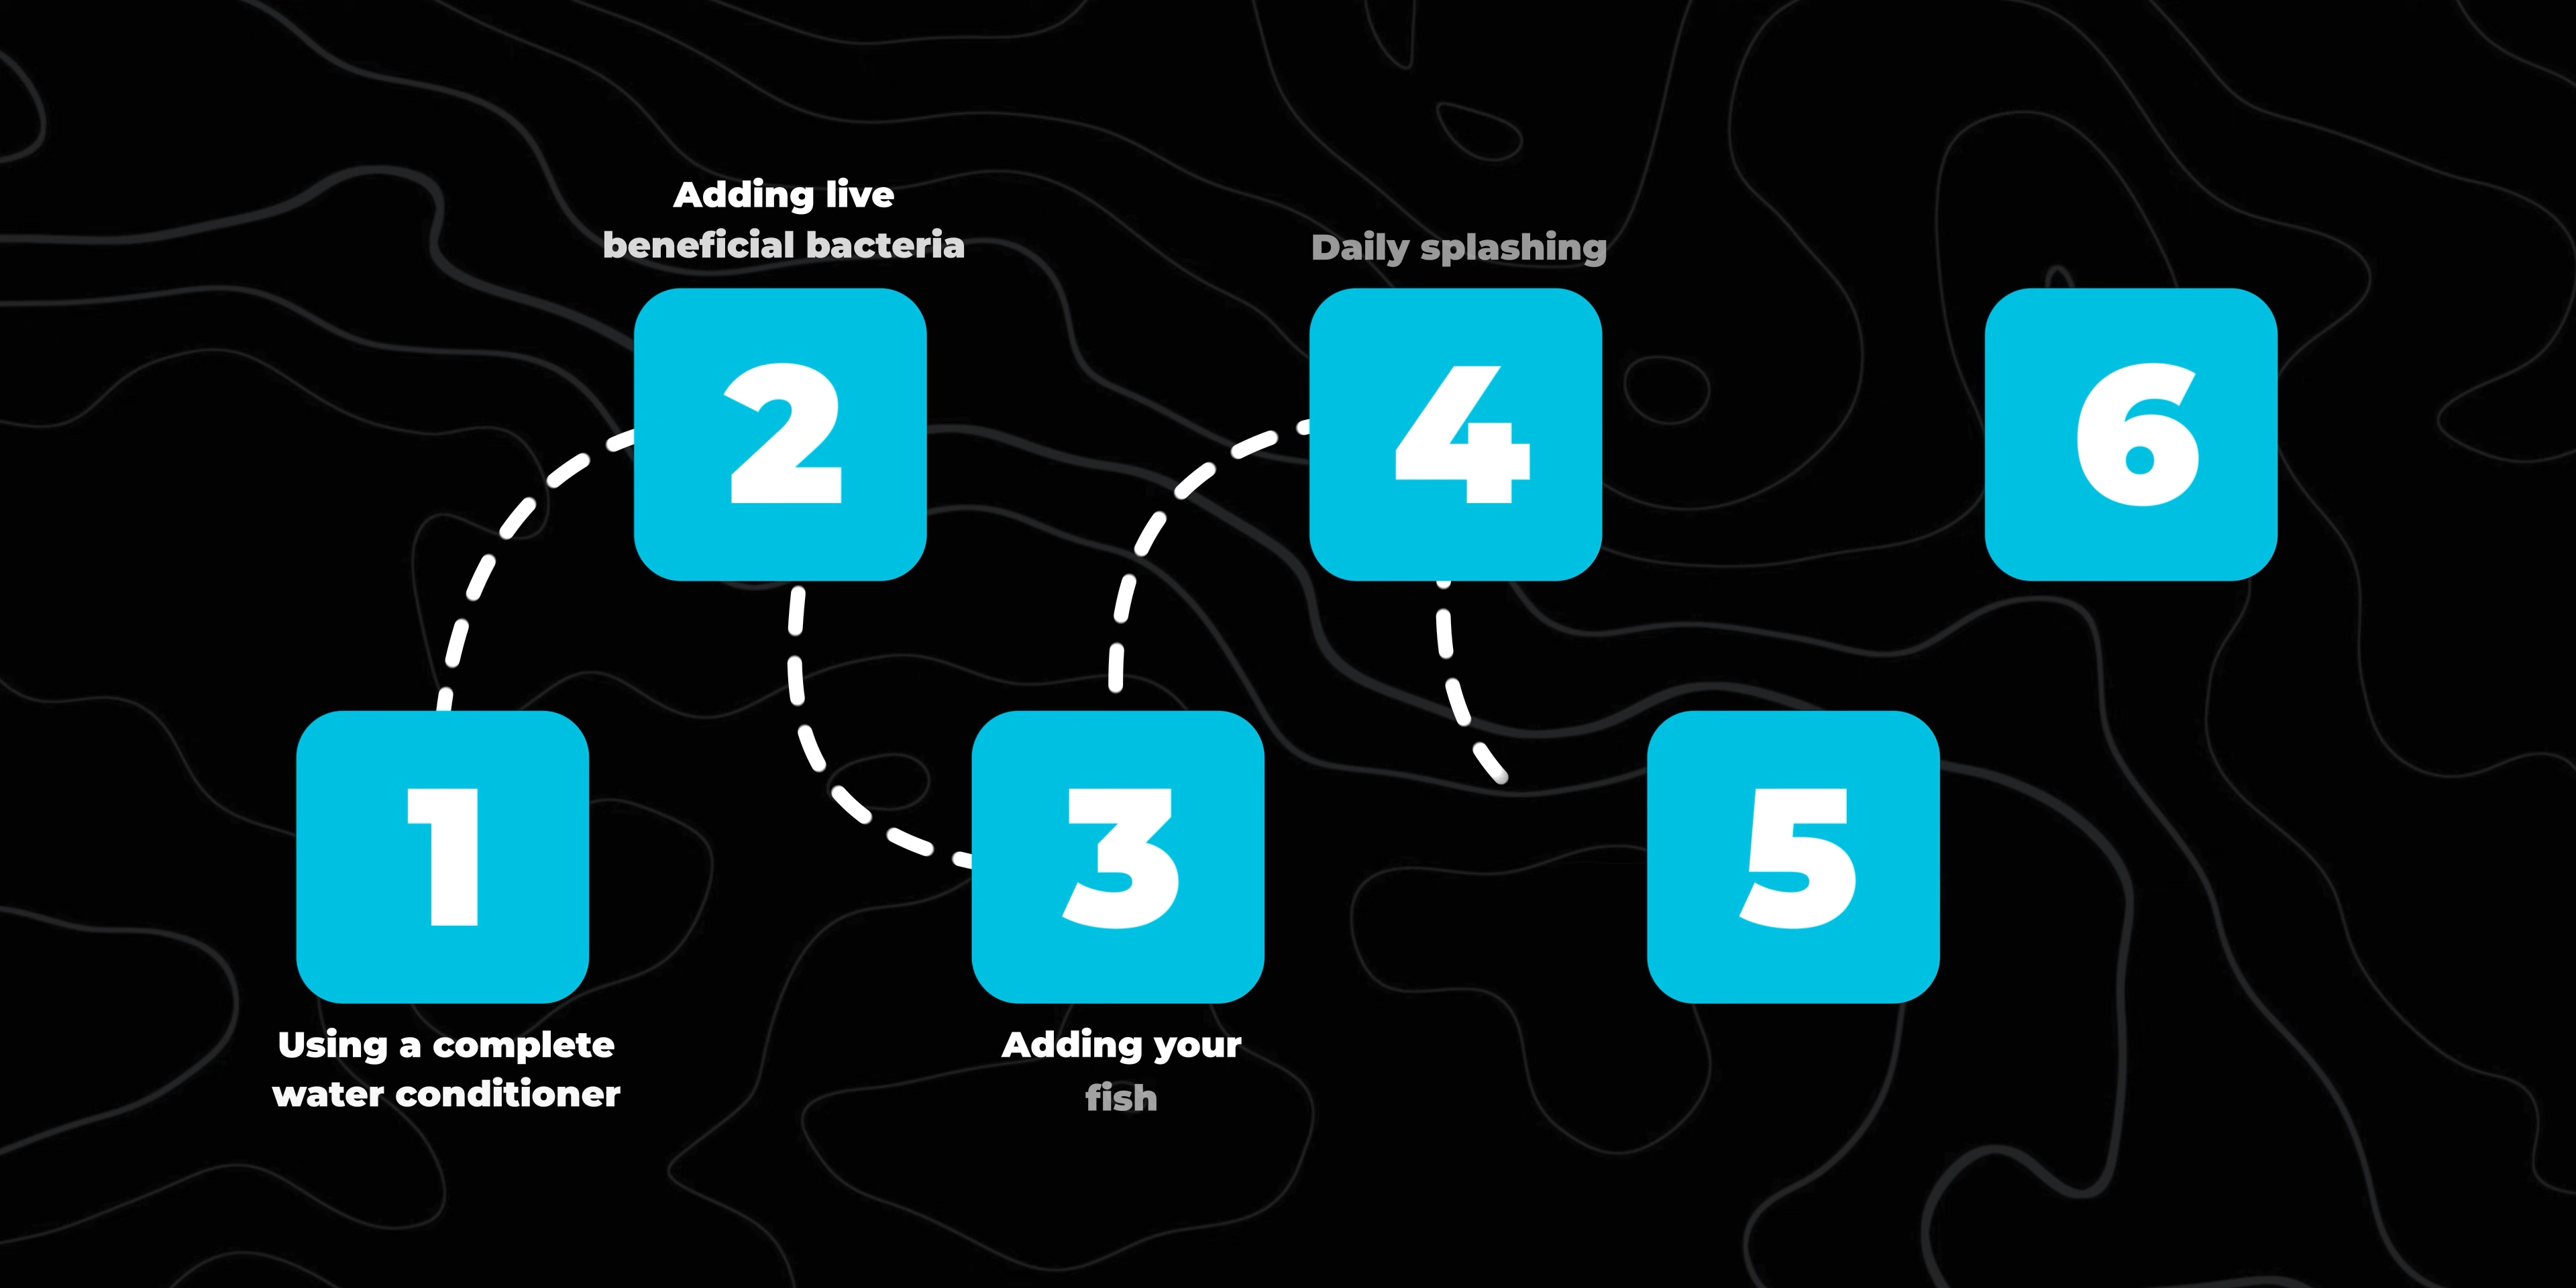 Adding live
beneficial bacteria
Daily splashing
2
4
6
1
3
5
Using a complete
water conditioner
Adding your
fish